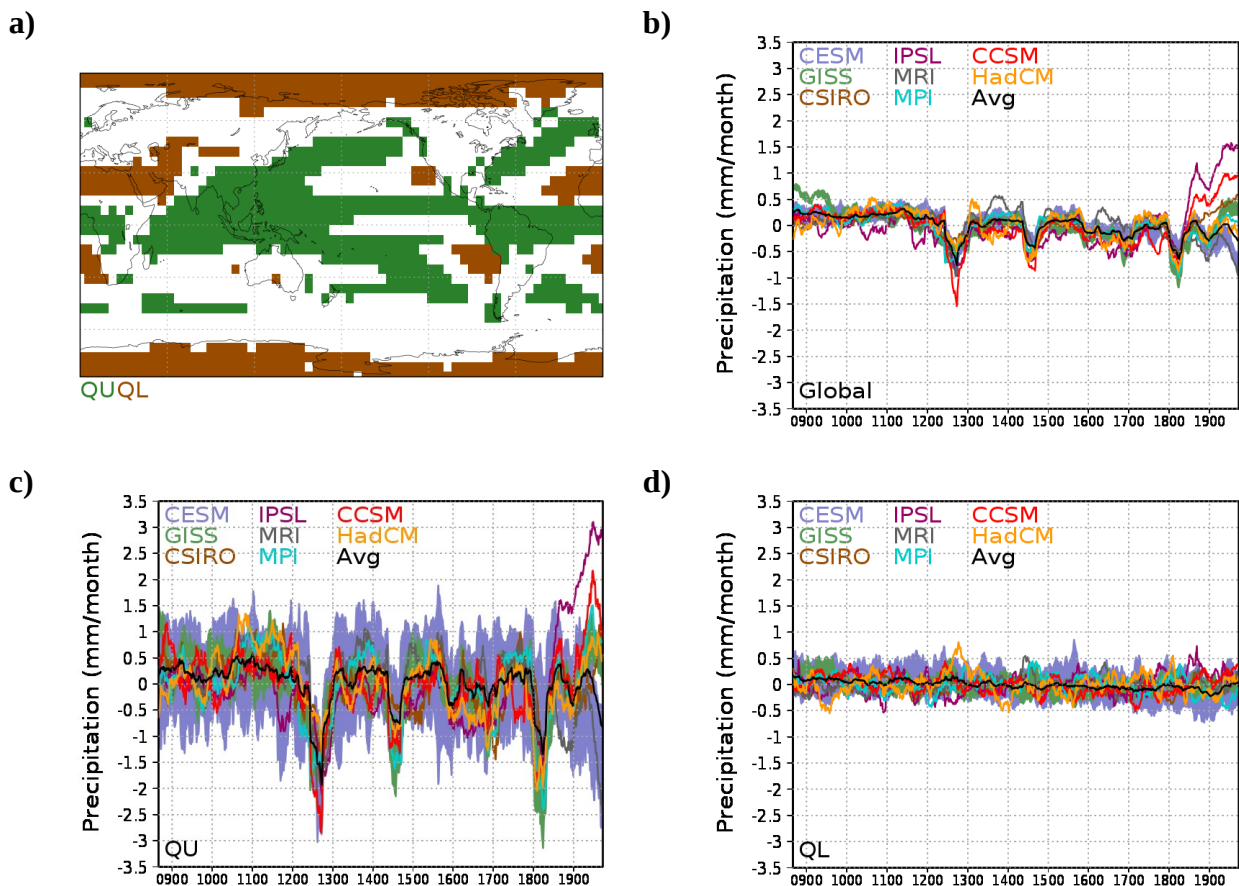 a)
QUQL
b)
Precipitation (mm/month)
3.5
3
2.5
2
1.5
1
0.5
0
-0.5
-1
-1.5
-2
-2.5
-3
-3.5
CESM IPSL CCSM
GISS MRI HadCM
CSIRO MPI Avg
Global
0900 1000 1100 1200 1300 1400 1500 1600 1700 1800 1900
c)
Precipitation (mm/month)
3.5
3
2.5
2
1.5
1
0.5
0
-0.5
-1
-1.5
-2
-2.5
-3
-3.5
CESM IPSL CCSM
GISS MRI HadCM
CSIRO MPI Avg
QU
0900 1000 1100 1200 1300 1400 1500 1600 1700 1800 1900
d)
Precipitation (mm/month)
3.5
3
2.5
2
1.5
1
0.5
0
-0.5
-1
-1.5
-2
-2.5
-3
-3.5
CESM IPSL CCSM
GISS MRI HadCM
CSIRO MPI Avg
QL
0900 1000 1100 1200 1300 1400 1500 1600 1700 1800 1900